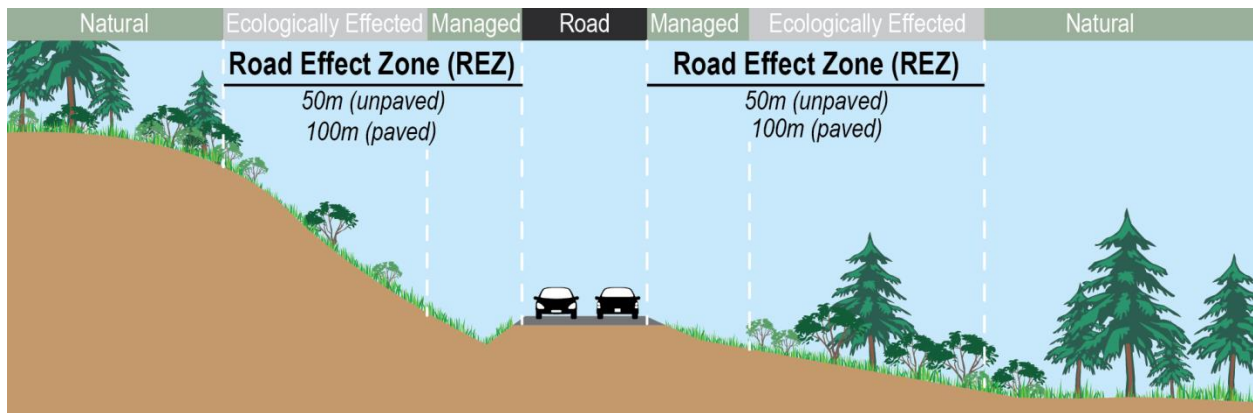 Natural
Ecologically Effected
Managed
Road
Managed
Ecologically Effected
Natural
Road Effect Zone (REZ)
50m (unpaved)
100m (paved)
Road Effect Zone (REZ)
50m (unpaved)
100m (paved)